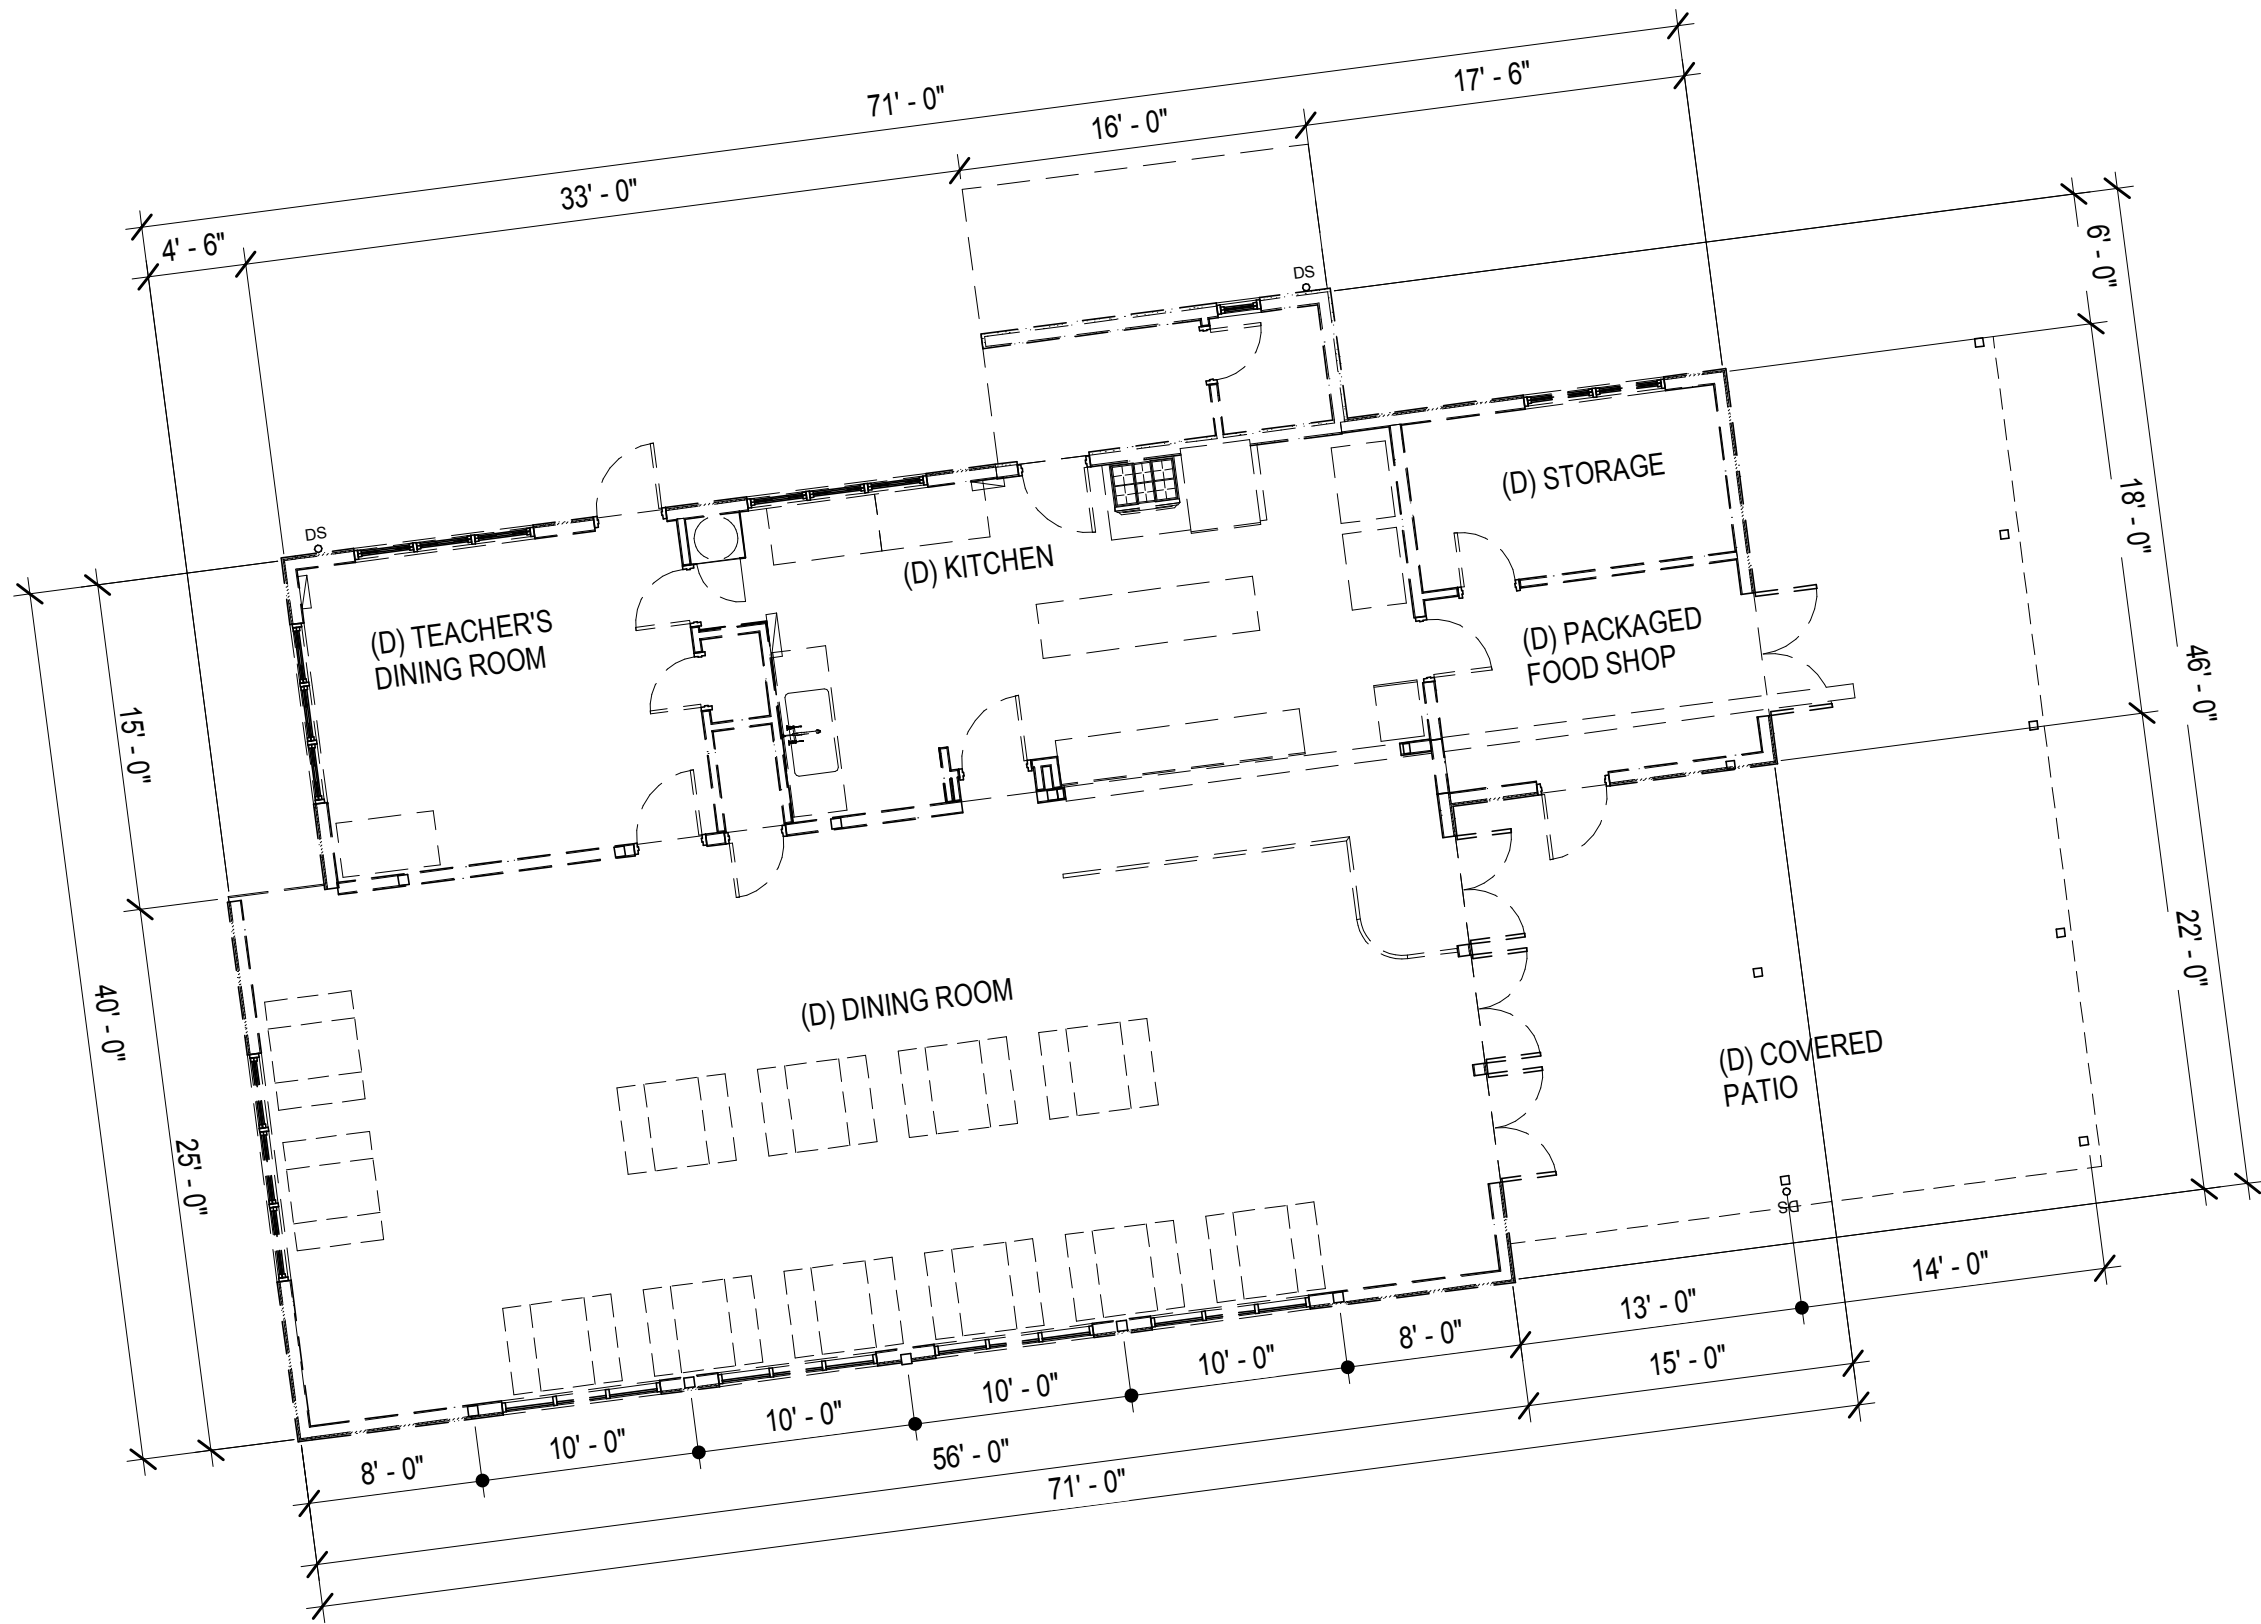 71' - 0"
17' - 6"
16' - 0"
33' - 0"
4' - 6"
6' - 0"
DS
DS
(D) STORAGE
18' - 0"
(D) KITCHEN
(D) TEACHER'S
DINING ROOM
(D) PACKAGED
FOOD SHOP
46' - 0"
15' - 0"
40' - 0"
22' - 0"
(D) DINING ROOM
(D) COVERED
PATIO
25' - 0"
DS
14' - 0"
13' - 0"
8' - 0"
10' - 0"
15' - 0"
10' - 0"
10' - 0"
10' - 0"
8' - 0"
56' - 0"
71' - 0"